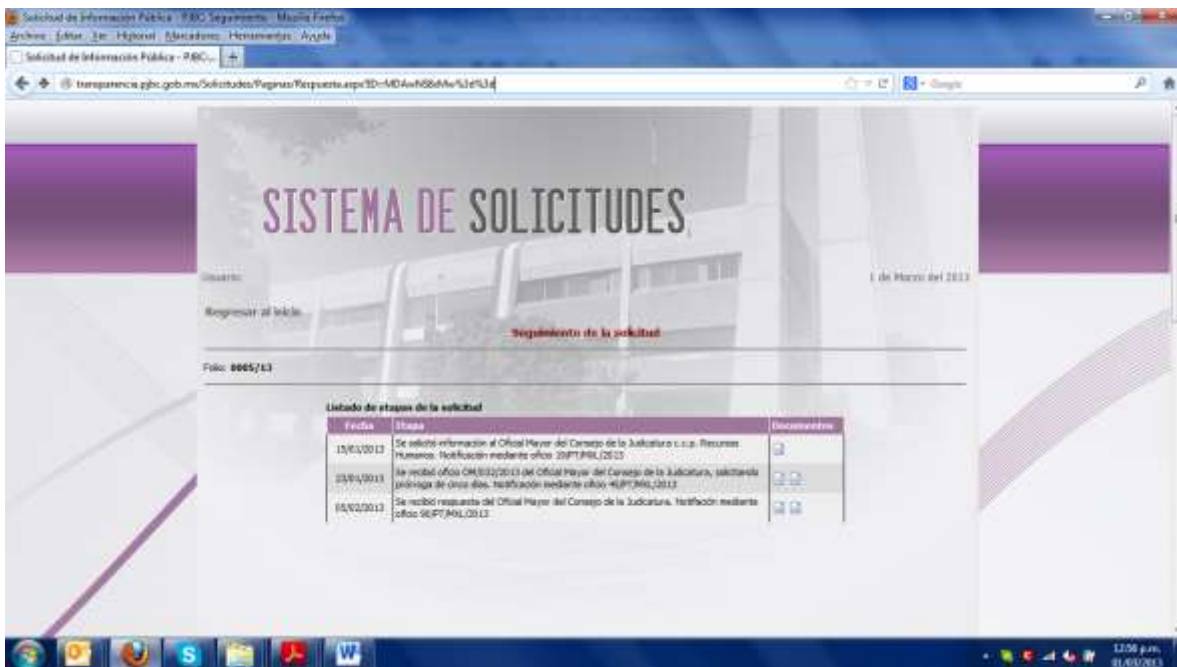 Solicitud de Información Pública - PJBC Seguimiento - Mozilla Firefox
Archivo Editar Ver Historial Marcadores Herramientas Ayuda
Solicitud de Información Pública - PJBC...
transparencia.pjbc.gob.mx/Solicitudes/Paginas/Respuesta.aspx?ID=
Google
SISTEMA DE SOLICITUDES
Usuario:
1 de Marzo del 2013
Regresar al inicio
Seguimiento de la solicitud
Folio: 0005/13
Listado de etapas de la solicitud
Fecha Etapa Documentos
15/01/2013 Se solicitó información al Oficial Mayor del Consejo de la Judicatura c.c.p. Recursos
Humanos. Notificación mediante oficio 19/PT/MXL/2013
23/01/2013 Se recibió oficio OM/032/2013 del Oficial Mayor del Consejo de la Judicatura, solicitando
prórroga de cinco días. Notificación mediante oficio 46/PT/MXL/2013
05/02/2013 Se recibió respuesta del Oficial Mayor del Consejo de la Judicatura. Notificación mediante
oficio 96/PT/MXL/2013
12:56 p.m.
01/03/2013